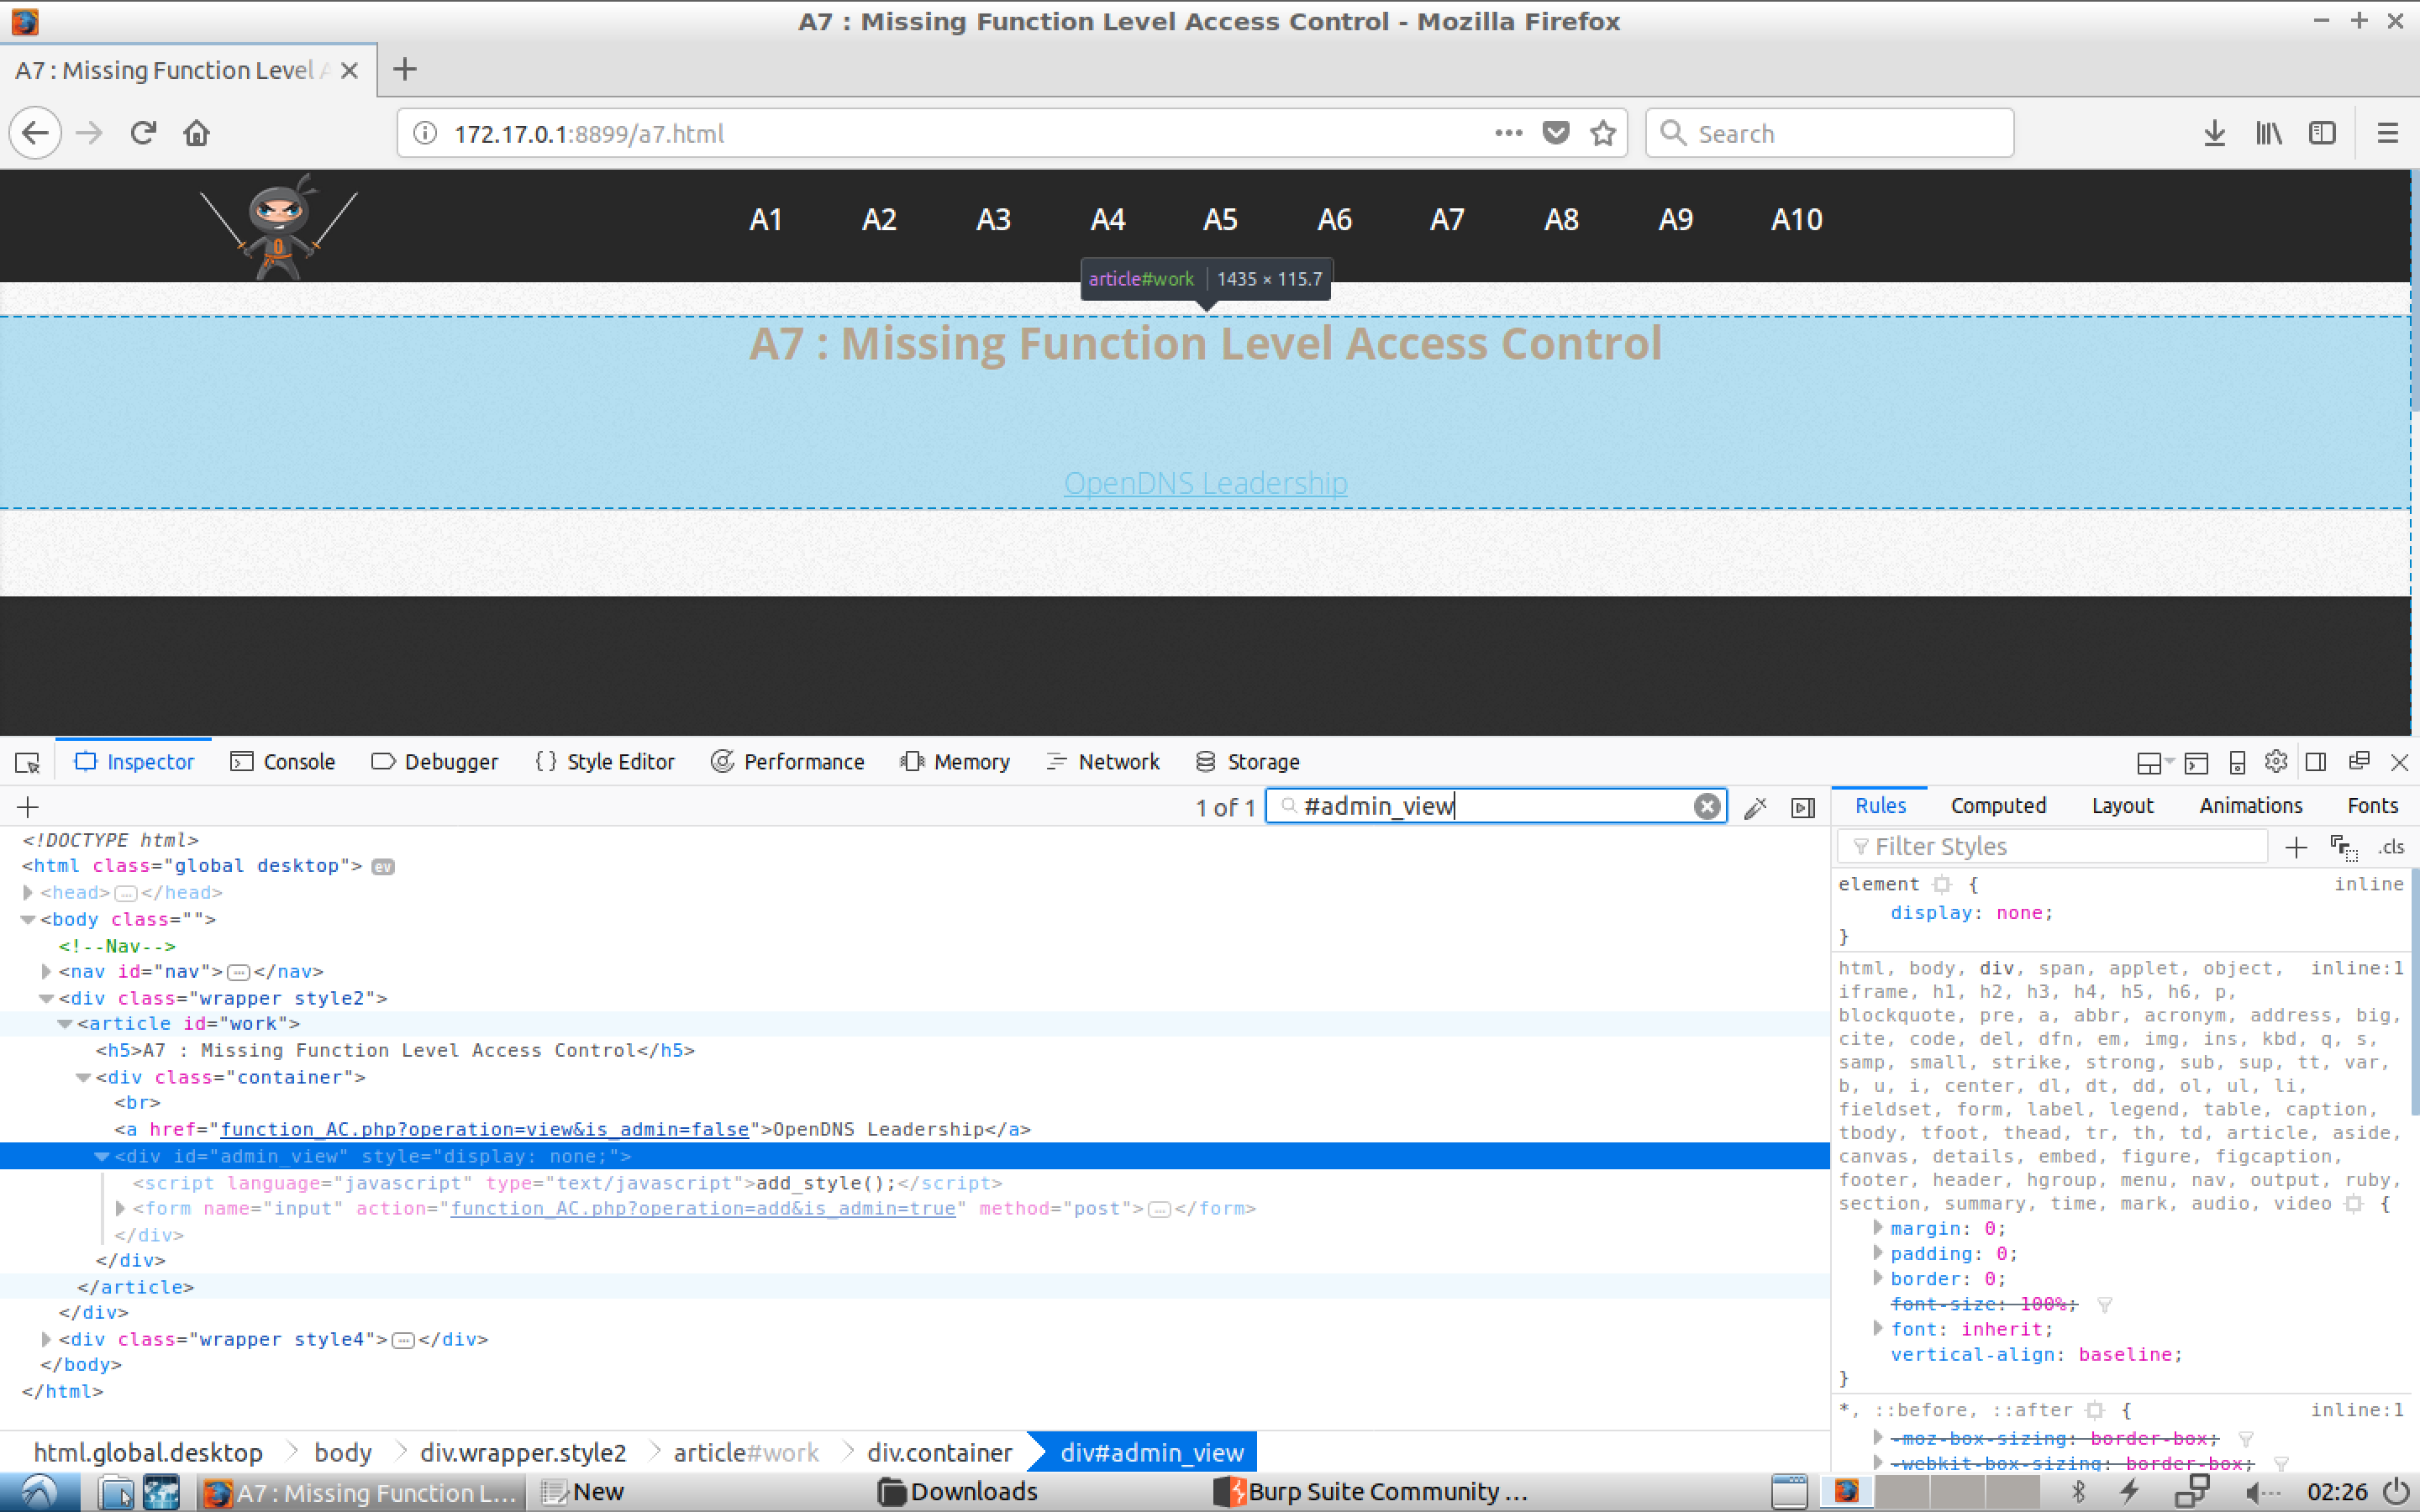 A7 : Missing Function Level Access Control - Mozilla Firefox
A7 : Missing Function Level A
172.17.0.1:8899/a7.html
Search
A1 A2 A3 A4 A5 A6 A7 A8 A9 A10
article#work 1435 × 115.7
A7 : Missing Function Level Access Control
OpenDNS Leadership
Inspector Console Debugger {} Style Editor Performance Memory Network Storage
1 of 1 #admin_view
<!DOCTYPE html>
<html class="global desktop"> ev
<head>…</head>
<body class="">
<!--Nav-->
<nav id="nav">…</nav>
<div class="wrapper style2">
<article id="work">
<h5>A7 : Missing Function Level Access Control</h5>
<div class="container">
<br>
<a href="function_AC.php?operation=view&is_admin=false">OpenDNS Leadership</a>
<div id="admin_view" style="display: none;">
<script language="javascript" type="text/javascript">add_style();</script>
<form name="input" action="function_AC.php?operation=add&is_admin=true" method="post">…</form>
</div>
</div>
</article>
</div>
<div class="wrapper style4">…</div>
</body>
</html>
html.global.desktop body div.wrapper.style2 article#work div.container div#admin_view
Rules Computed Layout Animations Fonts
Filter Styles .cls
element { inline
display: none;
}
html, body, div, span, applet, object, inline:1
iframe, h1, h2, h3, h4, h5, h6, p,
blockquote, pre, a, abbr, acronym, address, big,
cite, code, del, dfn, em, img, ins, kbd, q, s,
samp, small, strike, strong, sub, sup, tt, var,
b, u, i, center, dl, dt, dd, ol, ul, li,
fieldset, form, label, legend, table, caption,
tbody, tfoot, thead, tr, th, td, article, aside,
canvas, details, embed, figure, figcaption,
footer, header, hgroup, menu, nav, output, ruby,
section, summary, time, mark, audio, video {
margin: 0;
padding: 0;
border: 0;
font-size: 100%;
font: inherit;
vertical-align: baseline;
}
*, ::before, ::after { inline:1
-moz-box-sizing: border-box;
-webkit-box-sizing: border-box;
A7 : Missing Function L... New Downloads Burp Suite Community ... 02:26